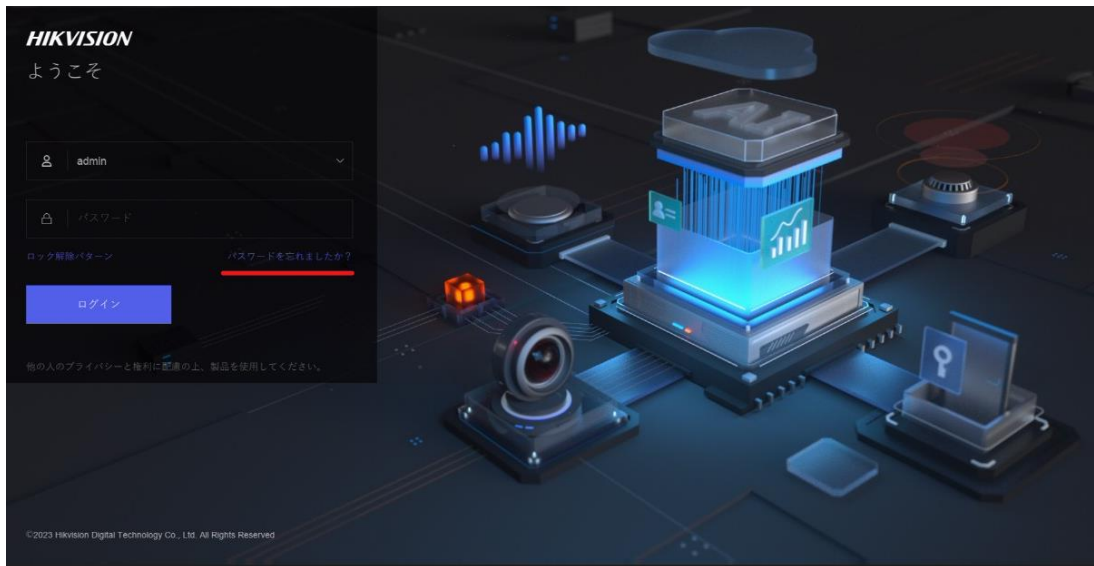 HIKVISION
ようこそ
admin
パスワード
ロック解除パターン
パスワードを忘れましたか？
ログイン
他の人のプライバシーと権利に配慮の上、製品を使用してください。
AI
©2023 Hikvision Digital Technology Co., Ltd. All Rights Reserved